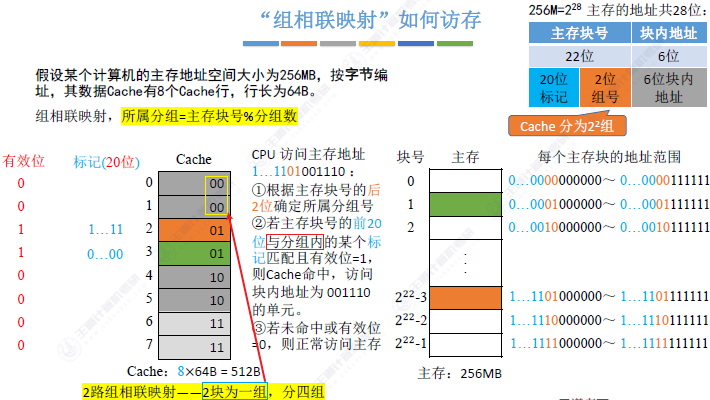 “组相联映射”如何访存
256M=2²⁸ 主存的地址共28位：
主存块号 块内地址
22位 6位
20位标记 2位组号 6位块内地址
Cache 分为2²组
假设某个计算机的主存地址空间大小为256MB，按字节编
址，其数据Cache有8个Cache行，行长为64B。
组相联映射，所属分组=主存块号%分组数
有效位 标记(20位) Cache
0 0 00
0 1 00
1 1…11 2 01
1 0…00 3 01
0 4 10
0 5 10
0 6 11
0 7 11
Cache：8×64B = 512B
2路组相联映射——2块为一组，分四组
CPU 访问主存地址
1…1101001110：
①根据主存块号的后
2位确定所属分组号
②若主存块号的前20
位与分组内的某个标
记匹配且有效位=1，
则Cache命中，访问
块内地址为 001110
的单元。
③若未命中或有效位
=0，则正常访问主存
块号 主存 每个主存块的地址范围
0 0…0000000000～ 0…0000111111
1 0…0001000000～ 0…0001111111
2 0…0010000000～ 0…0010111111
2²²-3 1…1101000000～ 1…1101111111
2²²-2 1…1110000000～ 1…1110111111
2²²-1 1…1111000000～ 1…1111111111
主存：256MB